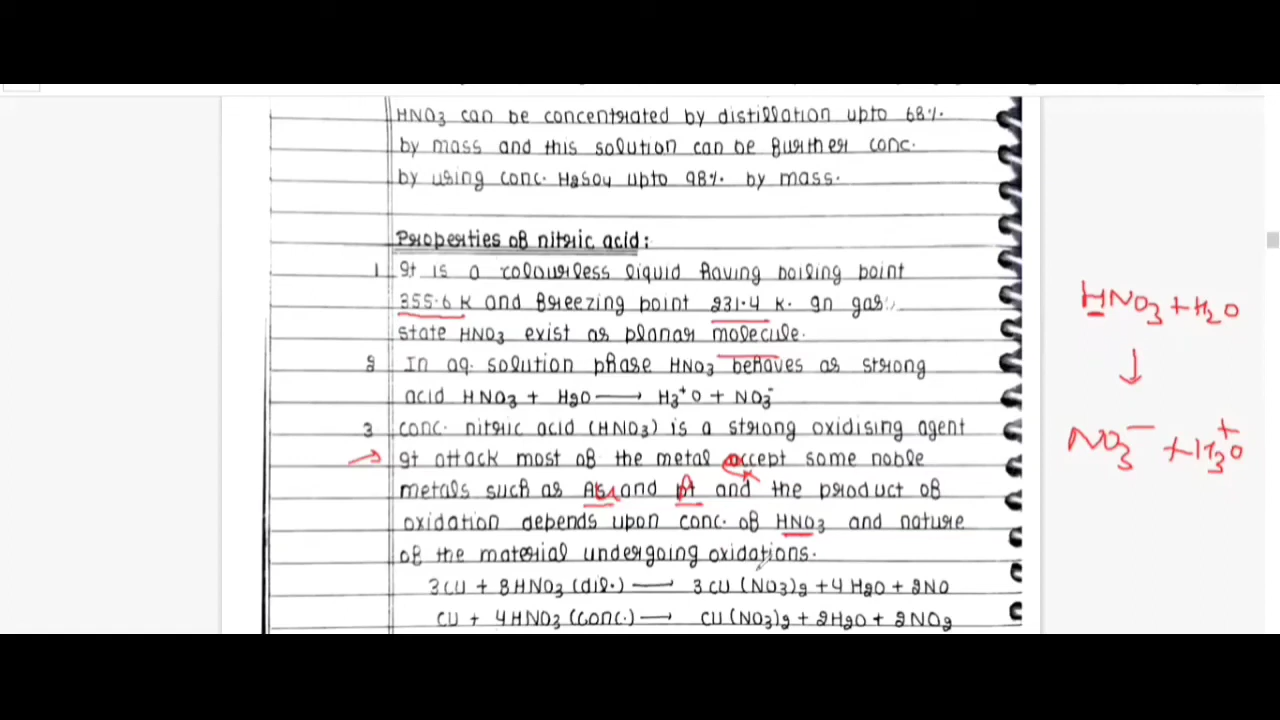 HNO3 can be concentrated by distillation upto 68%.
by mass and this solution can be further conc.
by using conc. H2SO4 upto 98% by mass.
Properties of nitric acid:
1 It is a colourless liquid having boiling point
355.6 K and freezing point 231.4 K. In gas
state HNO3 exist as planar molecule.
2 In aq. solution phase HNO3 behaves as strong
acid HNO3 + H2O ⟶ H3+O + NO3-
3 conc. nitric acid (HNO3) is a strong oxidising agent
→ It attack most of the metal accept some noble
metals such as and pt and the product of
oxidation depends upon conc. of HNO3 and nature
of the material undergoing oxidations.
3CU + 8HNO3 (dil.) ⟶ 3CU (NO3)2 + 4H2O + 2NO
CU + 4HNO3 (conc.) ⟶ CU (NO3)2 + 2H2O + 2NO2
HNO3 + H2O
↓
NO3- + H3O+